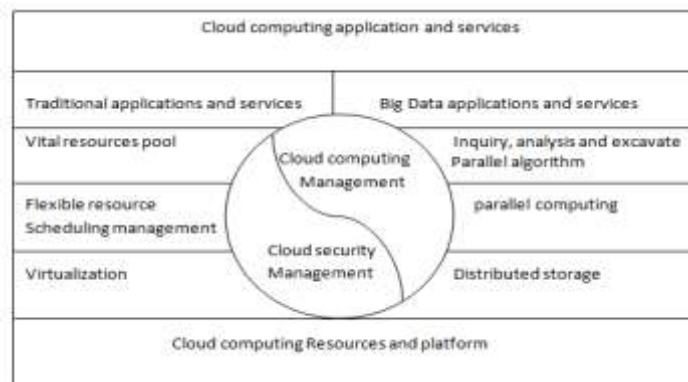 Cloud computing application and services
Traditional applications and services
Big Data applications and services
Vital resources pool
Inquiry, analysis and excavate
Parallel algorithm
Cloud computing
Management
Flexible resource
Scheduling management
parallel computing
Cloud security
Management
Virtualization
Distributed storage
Cloud computing Resources and platform